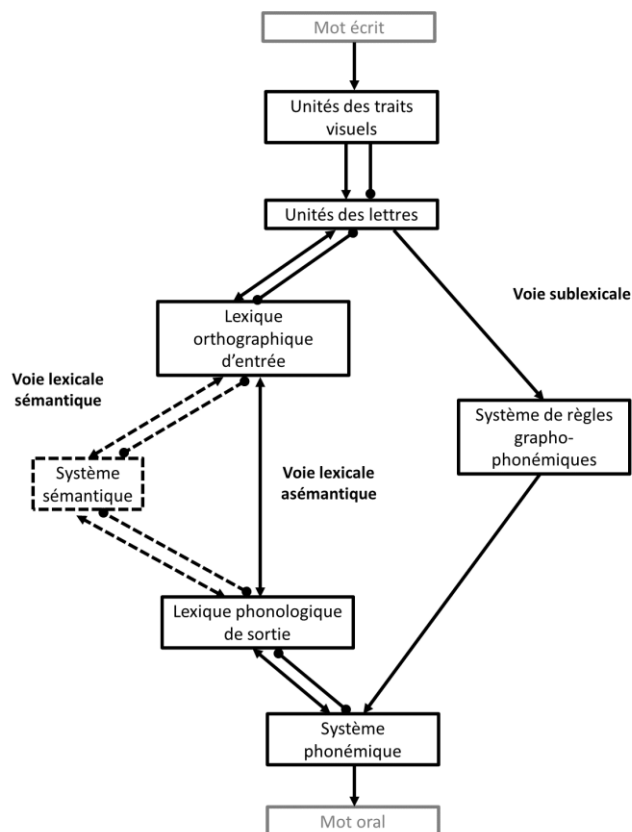 Mot écrit
Unités des traits
visuels
Unités des lettres
Voie sublexicale
Lexique
orthographique
d'entrée
Voie lexicale
sémantique
Système de règles
grapho-
phonémiques
Système
sémantique
Voie lexicale
asémantique
Lexique phonologique
de sortie
Système
phonémique
Mot oral